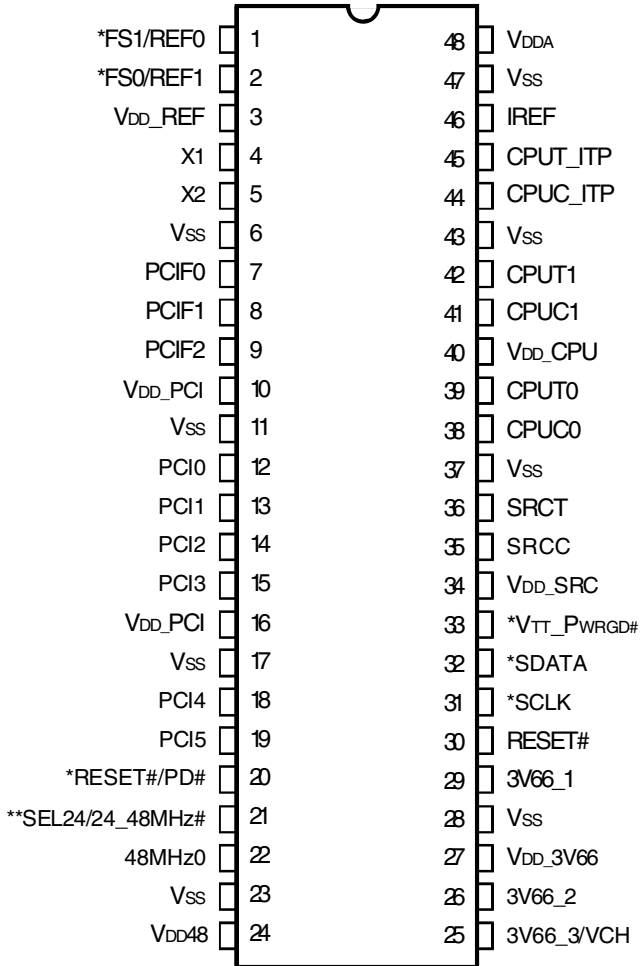 *FS1/REF0 1 48 VDDA
*FS0/REF1 2 47 VSS
VDD_REF 3 46 IREF
X1 4 45 CPUT_ITP
X2 5 44 CPUC_ITP
VSS 6 43 VSS
PCIF0 7 42 CPUT1
PCIF1 8 41 CPUC1
PCIF2 9 40 VDD_CPU
VDD_PCI 10 39 CPUT0
VSS 11 38 CPUC0
PCI0 12 37 VSS
PCI1 13 36 SRCT
PCI2 14 35 SRCC
PCI3 15 34 VDD_SRC
VDD_PCI 16 33 *VTT_PWRGD#
VSS 17 32 *SDATA
PCI4 18 31 *SCLK
PCI5 19 30 RESET#
*RESET#/PD# 20 29 3V66_1
**SEL24/24_48MHz# 21 28 VSS
48MHz0 22 27 VDD_3V66
VSS 23 26 3V66_2
VDD48 24 25 3V66_3/VCH